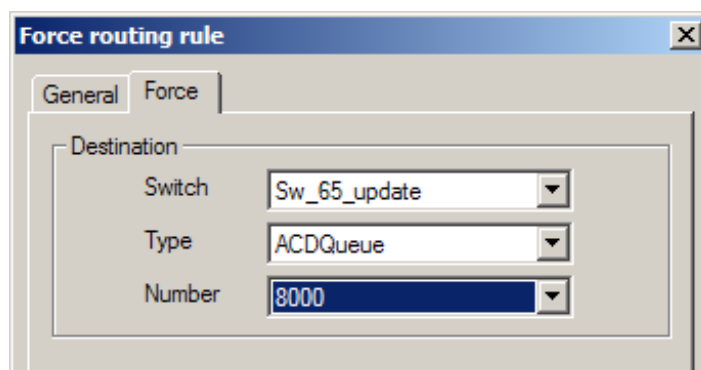 Force routing rule
General Force
Destination
Switch Sw_65_update
Type ACDQueue
Number 8000